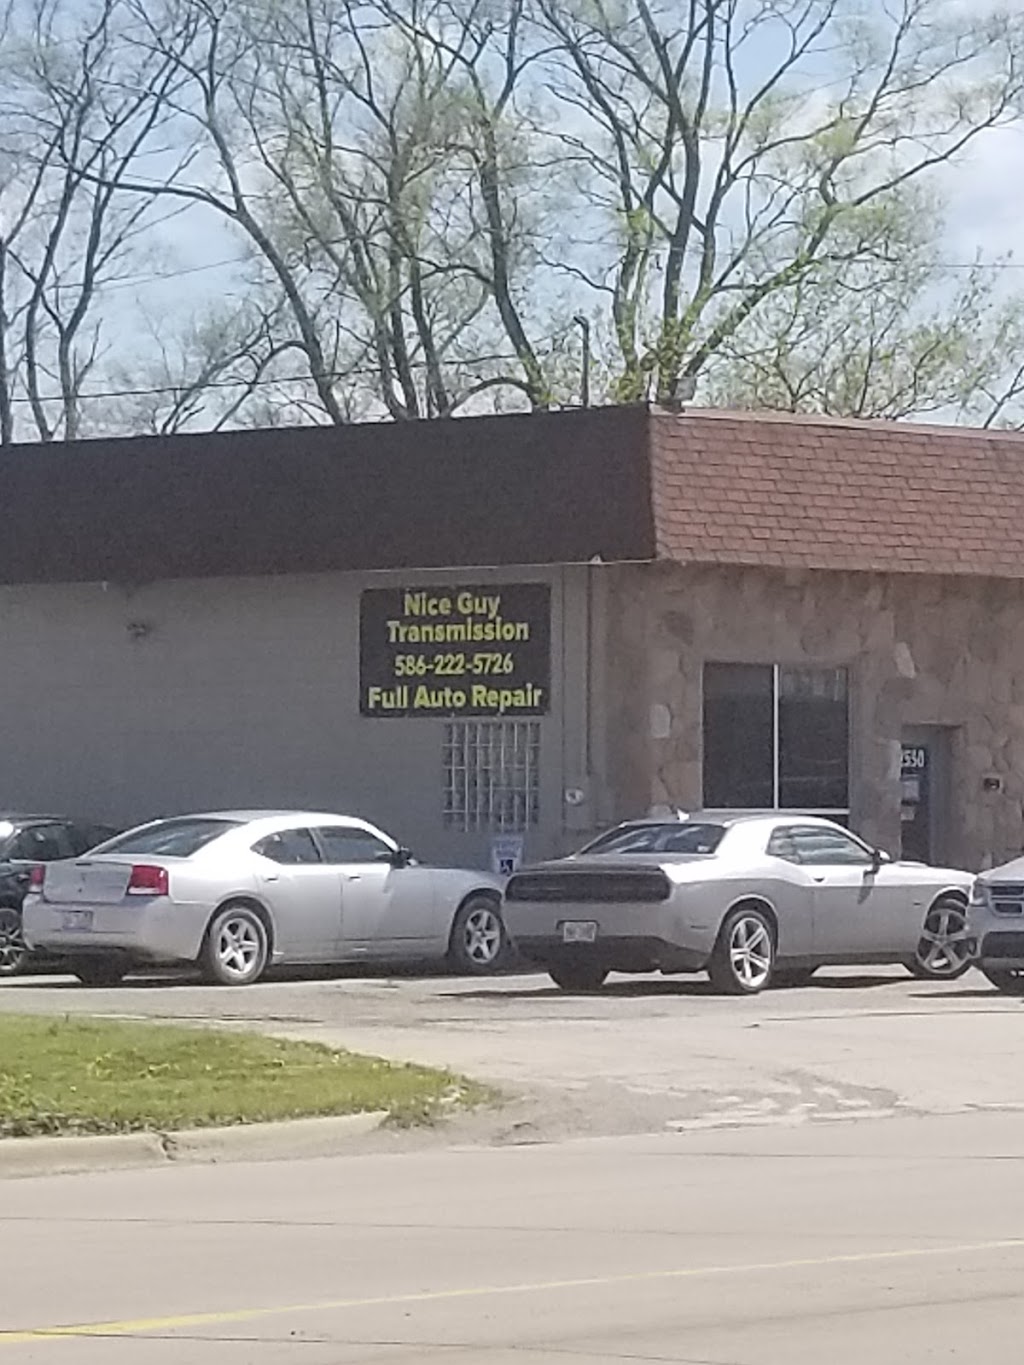 Nice Guy
Transmission
586-222-5726
Full Auto Repair